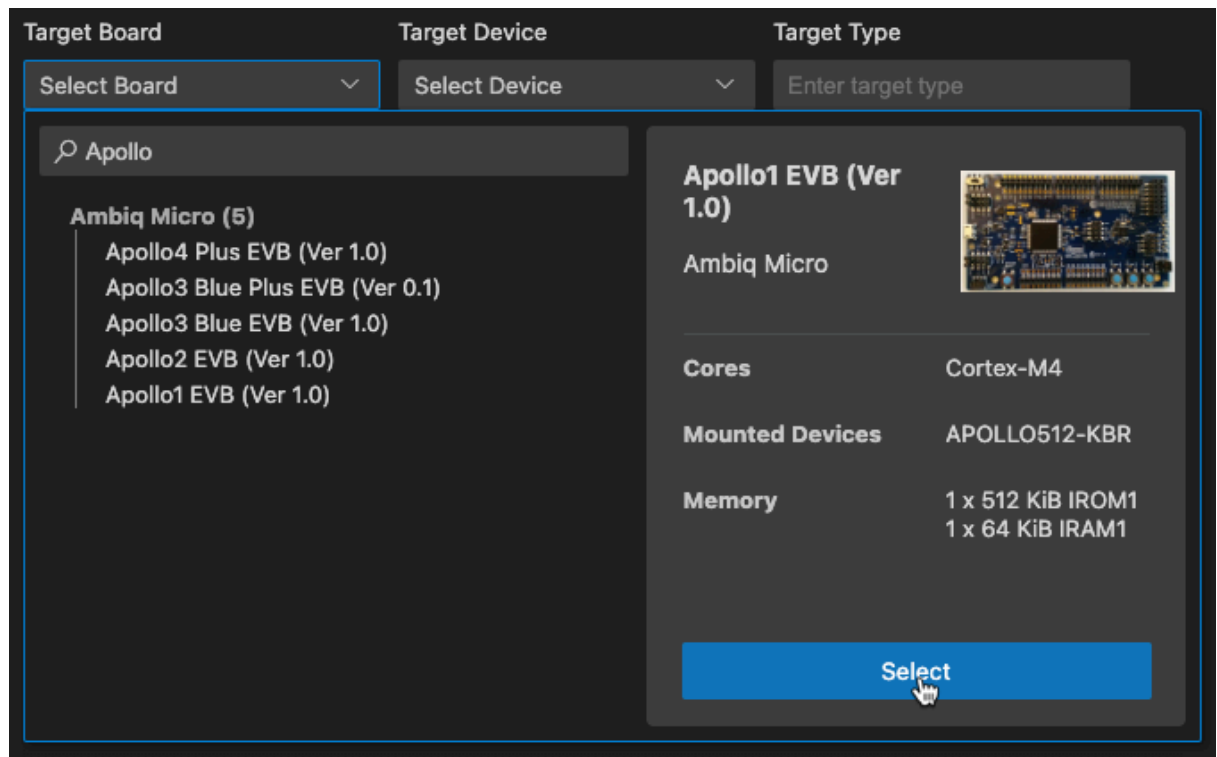 Target Board
Target Device
Target Type
Select Board
Select Device
Enter target type
Apollo
Ambiq Micro (5)
Apollo4 Plus EVB (Ver 1.0)
Apollo3 Blue Plus EVB (Ver 0.1)
Apollo3 Blue EVB (Ver 1.0)
Apollo2 EVB (Ver 1.0)
Apollo1 EVB (Ver 1.0)
Apollo1 EVB (Ver
1.0)
Ambiq Micro
Cores
Cortex-M4
Mounted Devices
APOLLO512-KBR
Memory
1 x 512 KiB IROM1
1 x 64 KiB IRAM1
Select